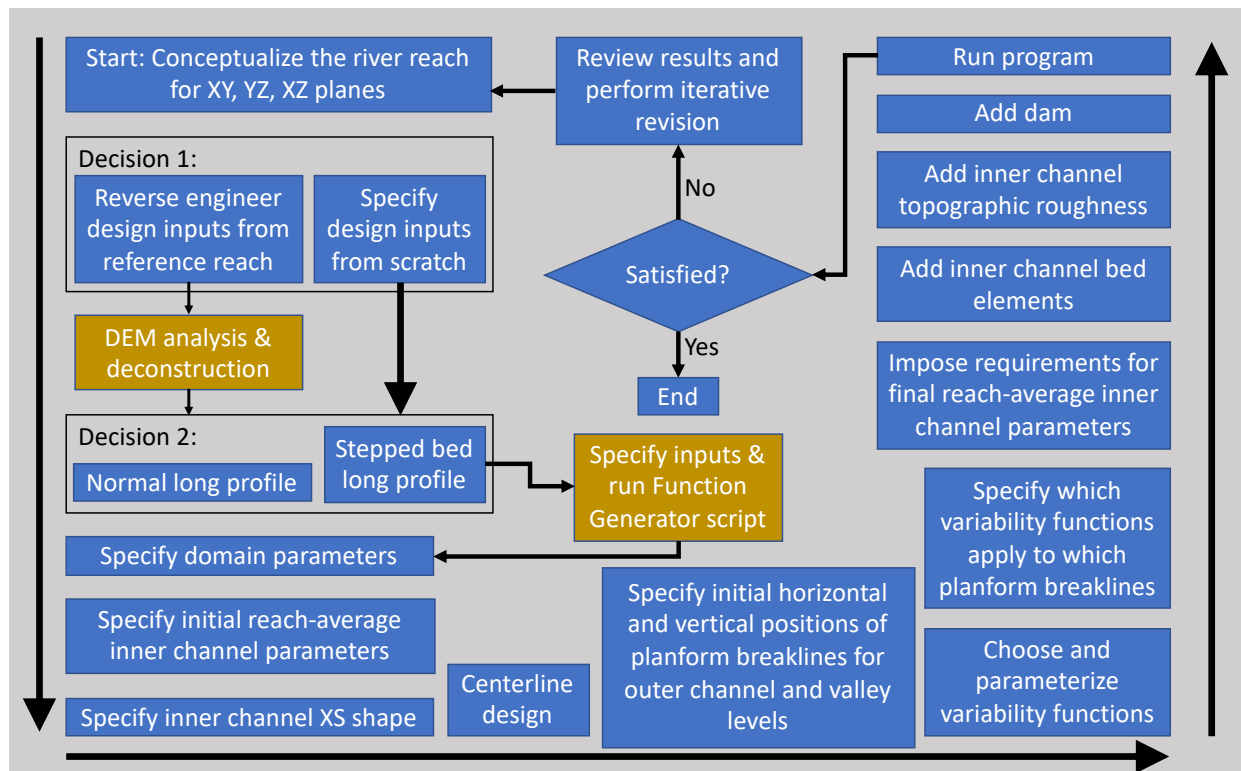 Start: Conceptualize the river reach
for XY, YZ, XZ planes
Decision 1:
Reverse engineer
design inputs from
reference reach
Specify
design inputs
from scratch
DEM analysis &
deconstruction
Decision 2:
Normal long profile
Stepped bed
long profile
Specify inputs &
run Function
Generator script
Specify domain parameters
Specify initial reach-average
inner channel parameters
Specify inner channel XS shape
Centerline
design
Specify initial horizontal
and vertical positions of
planform breaklines for
outer channel and valley
levels
Choose and
parameterize
variability functions
Specify which
variability functions
apply to which
planform breaklines
Impose requirements for
final reach-average inner
channel parameters
Add inner channel bed
elements
Add inner channel
topographic roughness
Add dam
Run program
Satisfied?
No
Review results and
perform iterative
revision
Yes
End